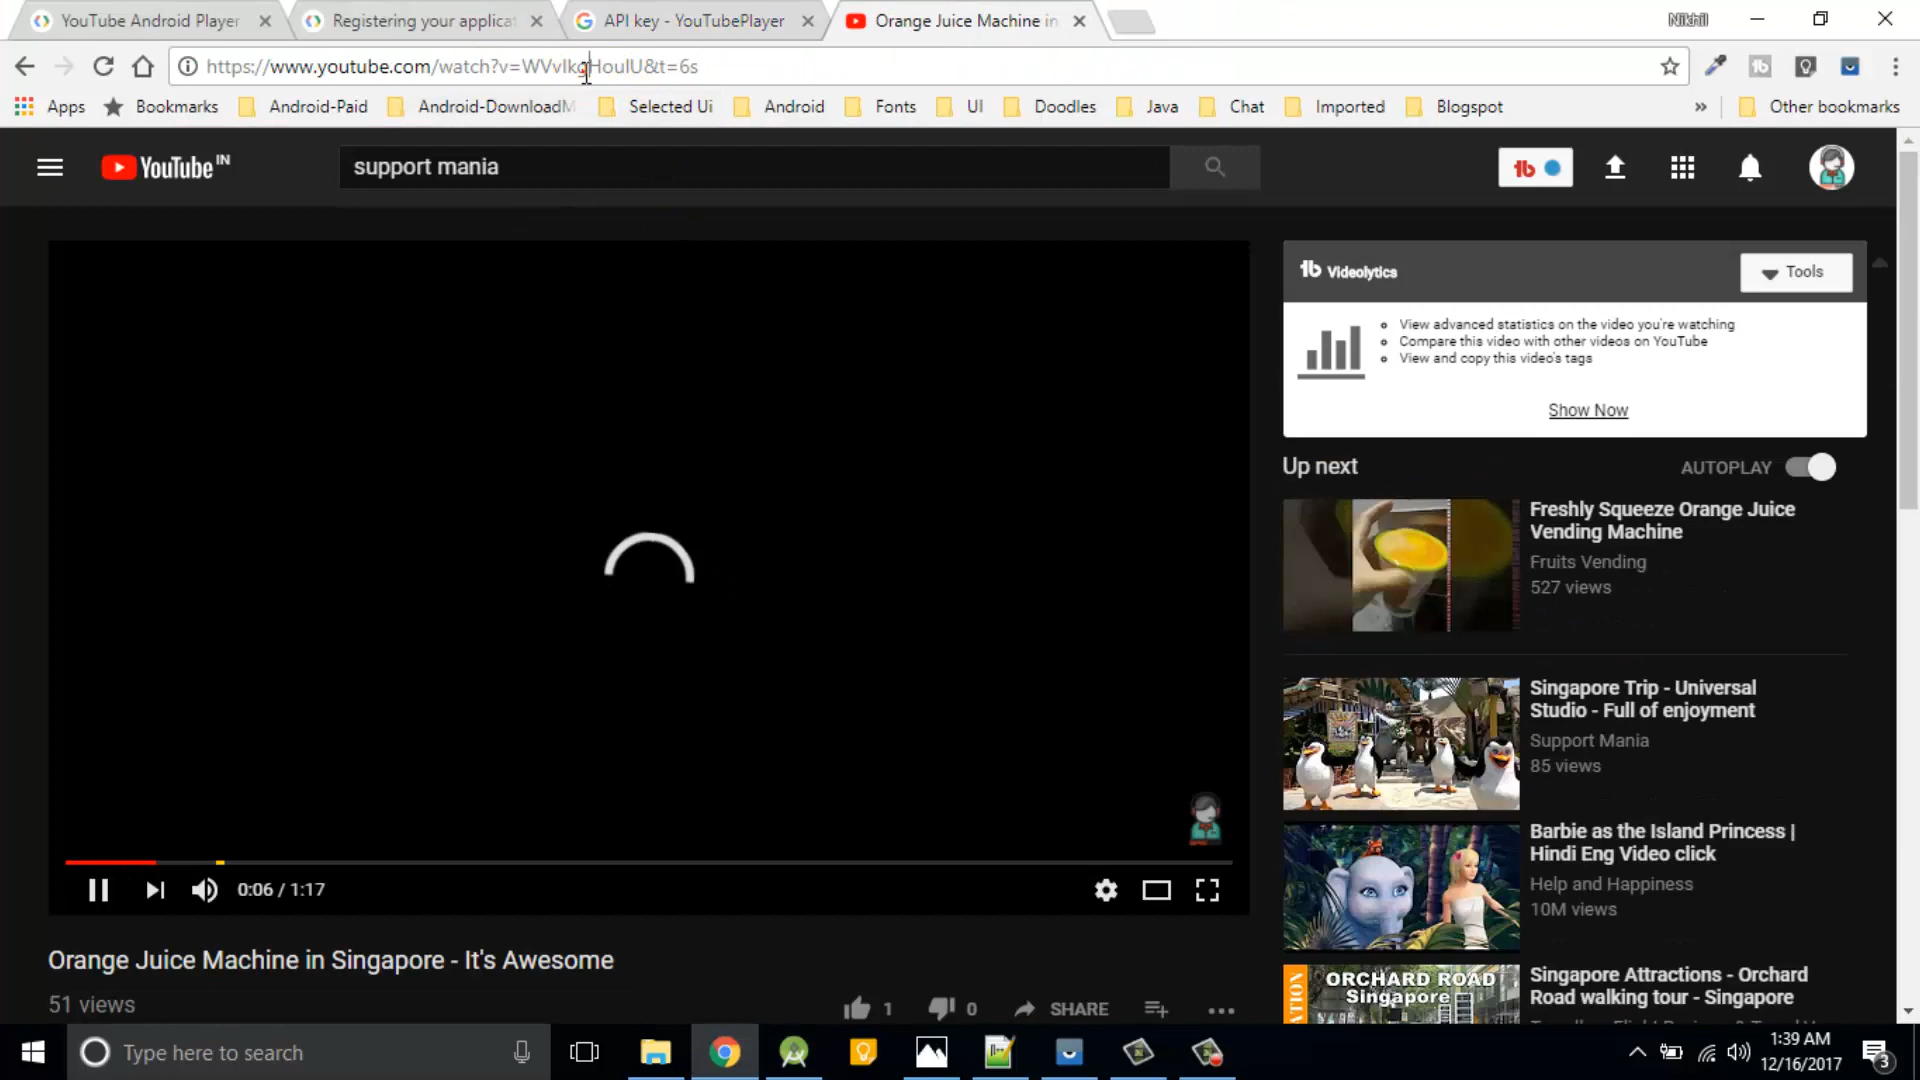 YouTube Android Player
Registering your applicat
API key - YouTubePlayer
Orange Juice Machine in
Nikhil
https://www.youtube.com/watch?v=WVvIkqHoulU&t=6s
Apps
Bookmarks
Android-Paid
Android-DownloadM
Selected Ui
Android
Fonts
UI
Doodles
Java
Chat
Imported
Blogspot
»
Other bookmarks
YouTube IN
support mania
tb
tb Videolytics
Tools
View advanced statistics on the video you're watching
Compare this video with other videos on YouTube
View and copy this video's tags
Show Now
Up next
AUTOPLAY
Freshly Squeeze Orange Juice
Vending Machine
Fruits Vending
527 views
Singapore Trip - Universal
Studio - Full of enjoyment
Support Mania
85 views
Barbie as the Island Princess |
Hindi Eng Video click
Help and Happiness
10M views
ORCHARD ROAD
Singapore
Singapore Attractions - Orchard
Road walking tour - Singapore
0:06 / 1:17
Orange Juice Machine in Singapore - It's Awesome
51 views
1
0
SHARE
Type here to search
1:39 AM
12/16/2017
3